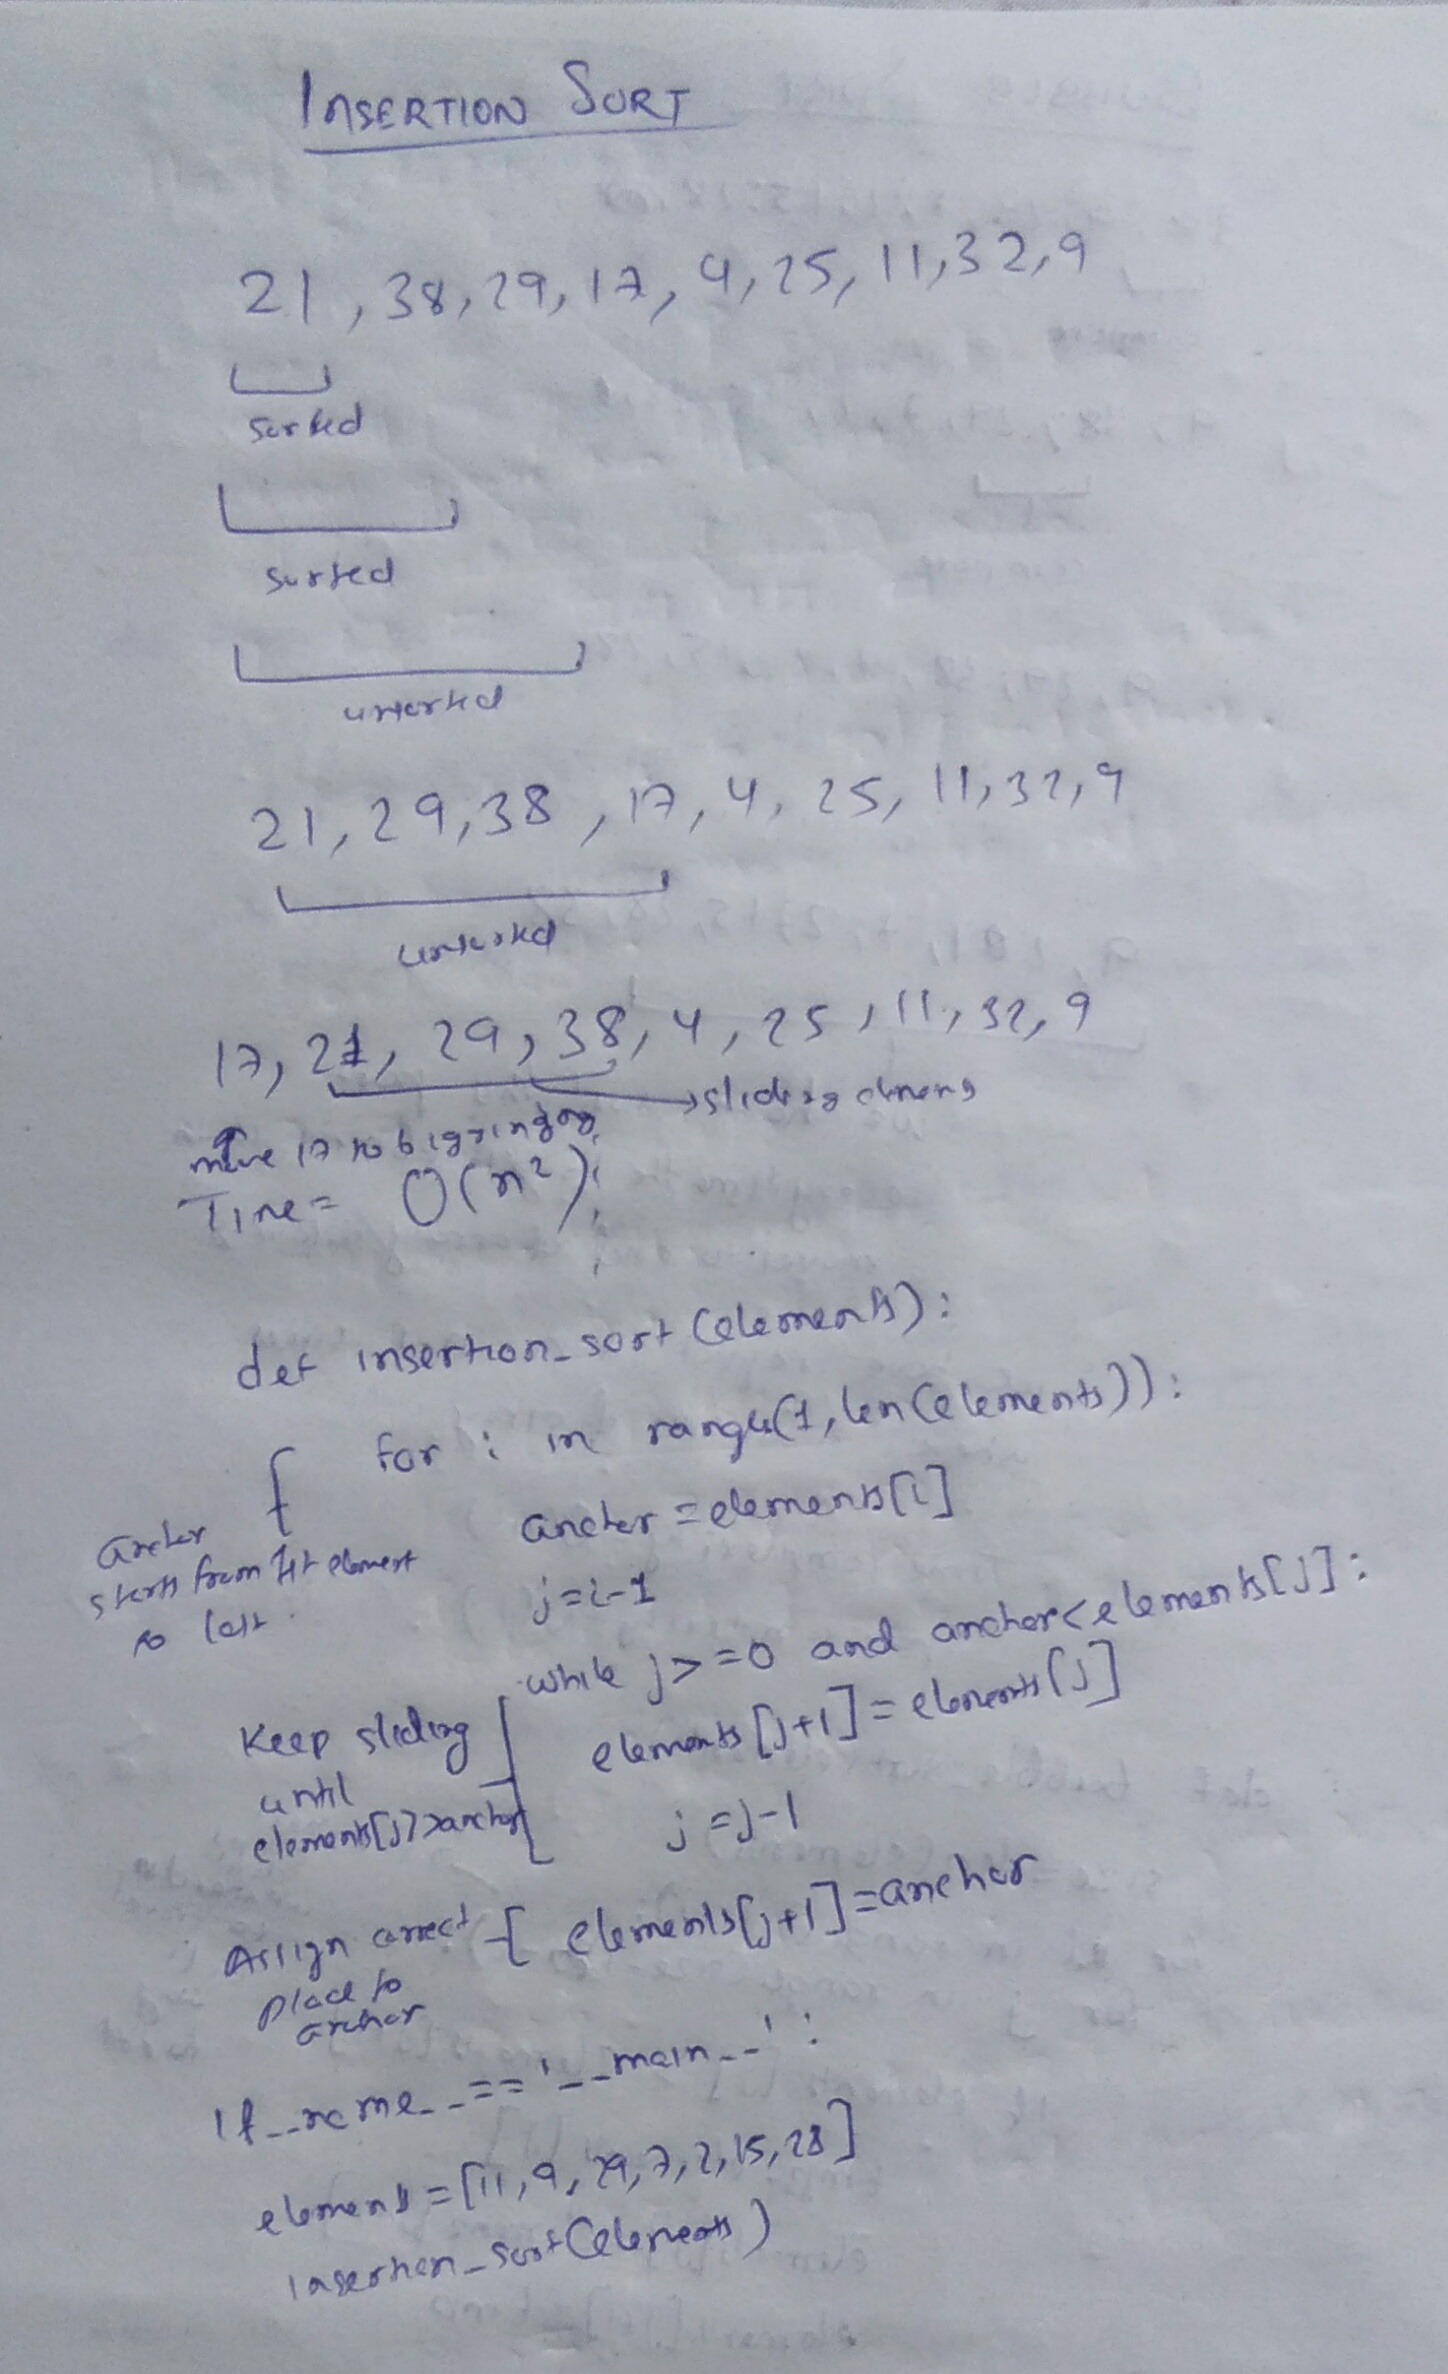 INSERTION SORT
21, 38, 29, 17, 4, 25, 11, 32, 9
sorted
sorted
unsorted
21, 29, 38, 17, 4, 25, 11, 32, 9
unsorted
17, 21, 29, 38, 4, 25, 11, 32, 9
→ sliding
move 17 to
Time = O(n²)
def insertion_sort(elements):
for i in range(1, len(elements)):
anchor = elements[i]
anchor
starts from 1st element
to last.
j = i-1
while j>=0 and anchor<elements[j]:
Keep sliding
until
elements[j]>anchor
elements[j+1] = elements[j]
j = j-1
Assign correct
place to
anchor
elements[j+1] = anchor
If __name__ == '__main__':
elements = [11, 9, 29, 7, 2, 15, 28]
insertion_sort(elements)